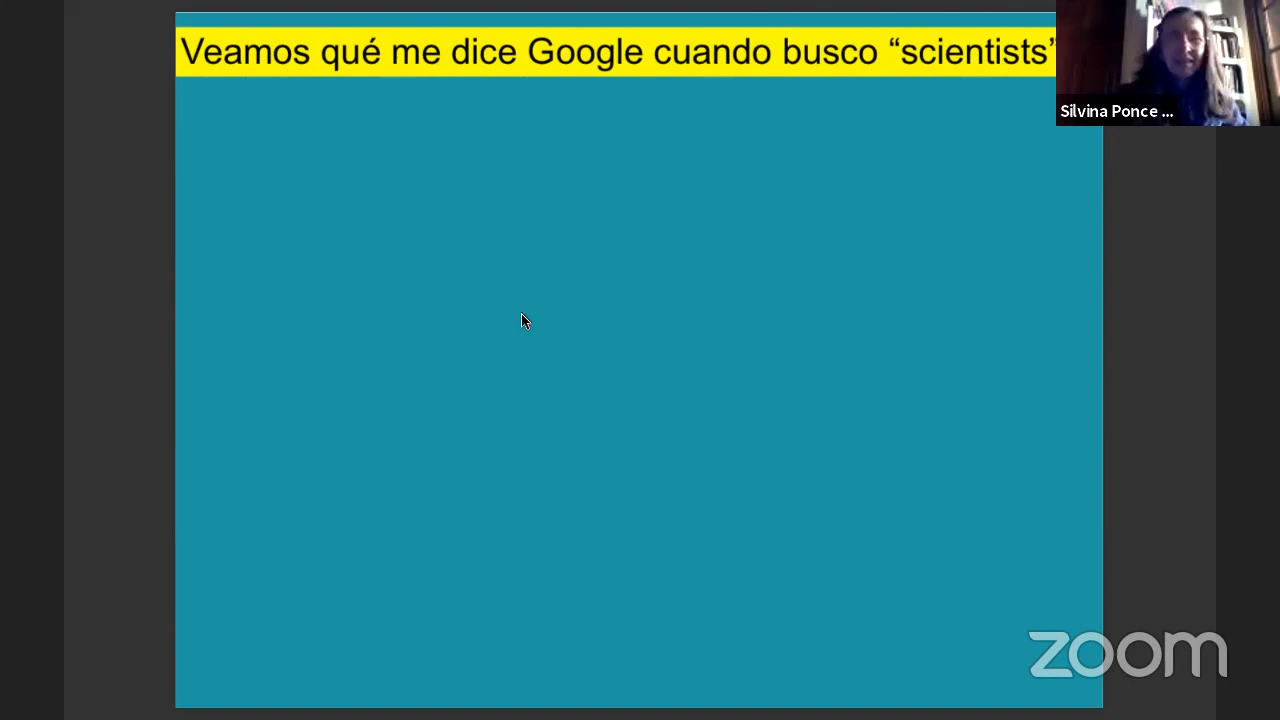 Veamos qué me dice Google cuando busco “scientists”
Silvina Ponce ...
zoom